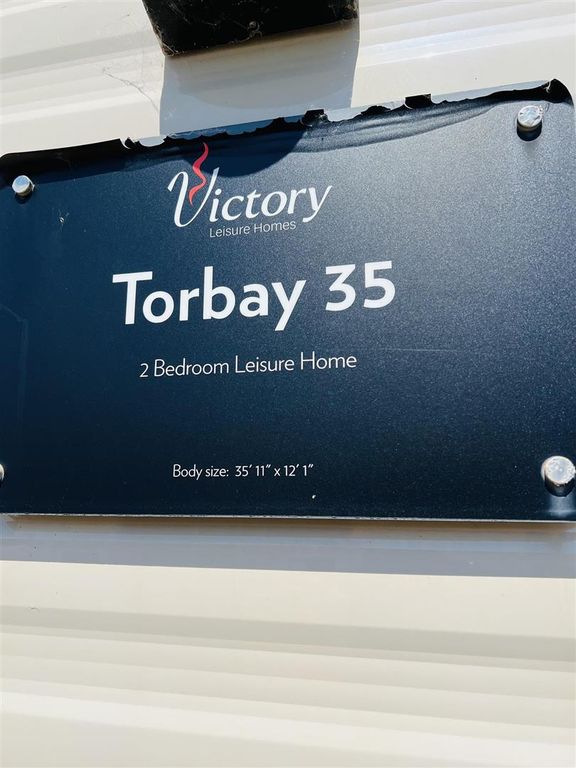 Victory
Leisure Homes
Torbay 35
2 Bedroom Leisure Home
Body size: 35' 11" x 12' 1"